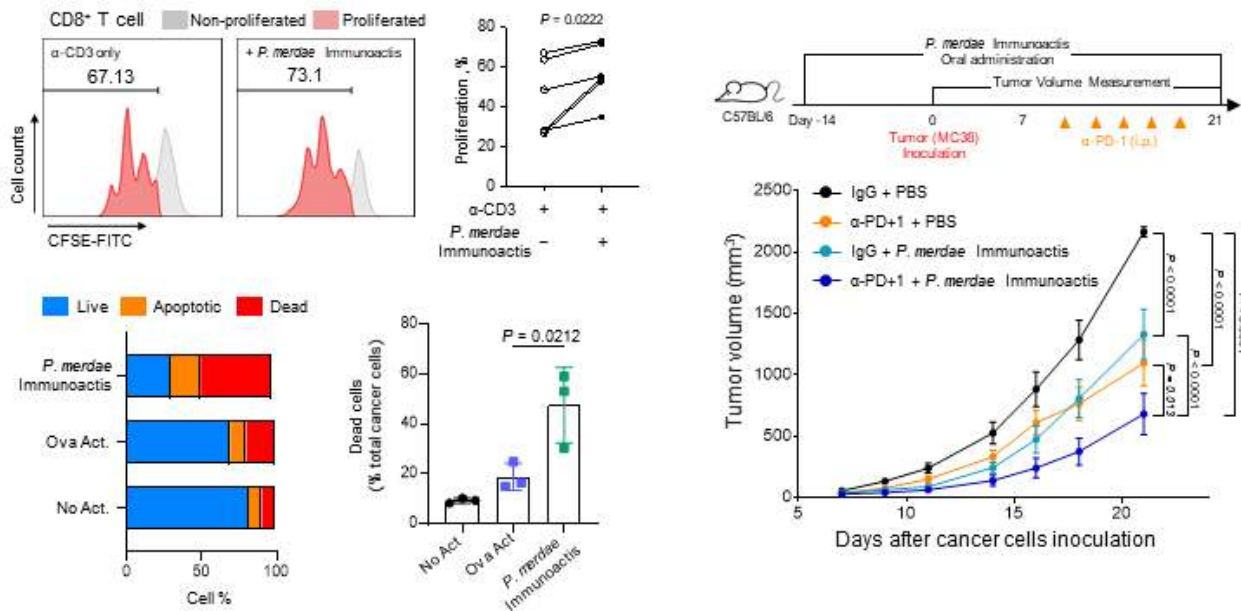 CD8⁺ T cell
Non-proliferated
Proliferated
α-CD3 only
67.13
+ P. merdae Immunoactis
73.1
Cell counts
CFSE-FITC
P = 0.0222
Proliferation, %
80
60
40
20
0
α-CD3
+
+
P. merdae
Immunoactis
–
+
Live
Apoptotic
Dead
P. merdae
Immunoactis
Ova Act.
No Act.
0
50
100
Cell %
Dead cells
(% total cancer cells)
80
60
40
20
0
P = 0.0212
No Act
Ova Act
P. merdae
Immunoactis
P. merdae Immunoactis
Oral administration
Tumor Volume Measurement
C57BL/6
Day -14
0
7
21
Tumor (MC38)
Inoculation
α-PD-1 (i.p.)
Tumor volume (mm³)
2500
2000
1500
1000
500
0
IgG + PBS
α-PD+1 + PBS
IgG + P. merdae Immunoactis
α-PD+1 + P. merdae Immunoactis
P < 0.0001
P < 0.0001
P < 0.0001
P = 0.013
5
10
15
20
Days after cancer cells inoculation